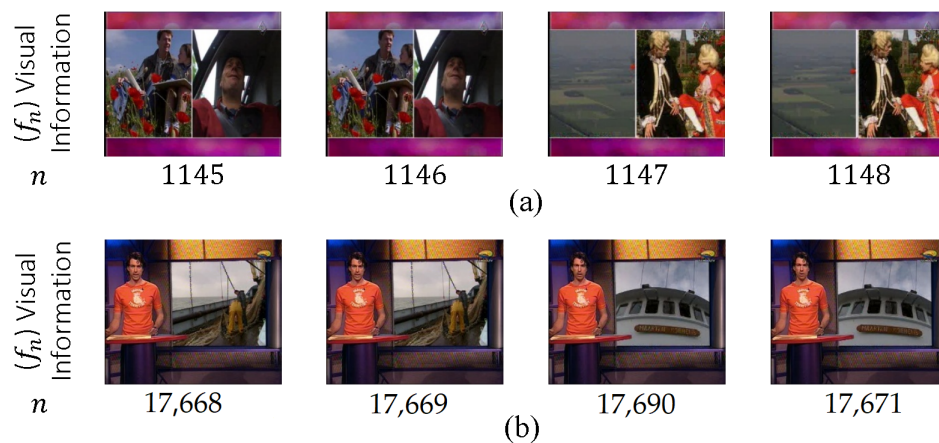 (fₙ) Visual
Information
n 1145 1146 1147 1148
(a)
(fₙ) Visual
Information
n 17,668 17,669 17,690 17,671
(b)